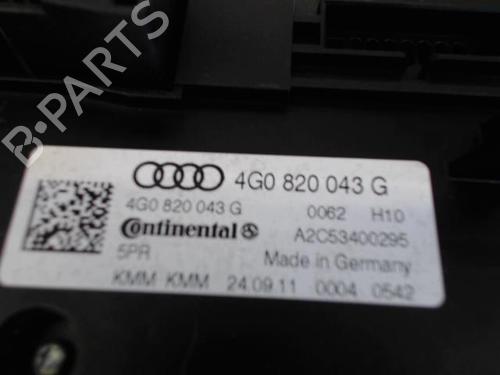 B-PARTS
4G0 820 043 G
4G0 820 043 G 0062 H10
Continental A2C53400295
5PR Made in Germany
KMM KMM 24.09.11 0004 0542